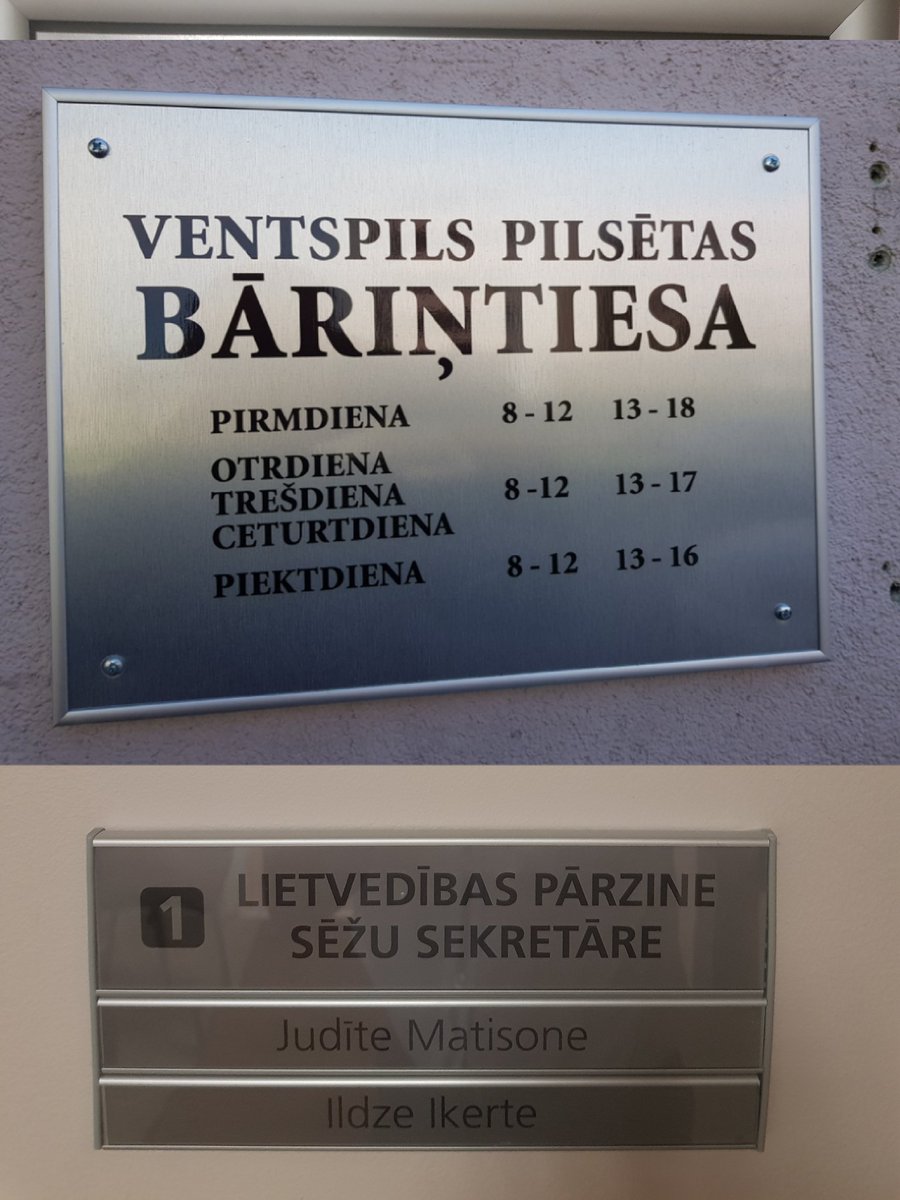 VENTSPILS PILSĒTAS
BĀRIŅTIESA
PIRMDIENA 8 - 12 13 - 18
OTRDIENA
TREŠDIENA 8 -12 13 - 17
CETURTDIENA
PIEKTDIENA 8 - 12 13 - 16
1 LIETVEDĪBAS PĀRZINE
SĒŽU SEKRETĀRE
Judīte Matisone
Ildze Ikerte